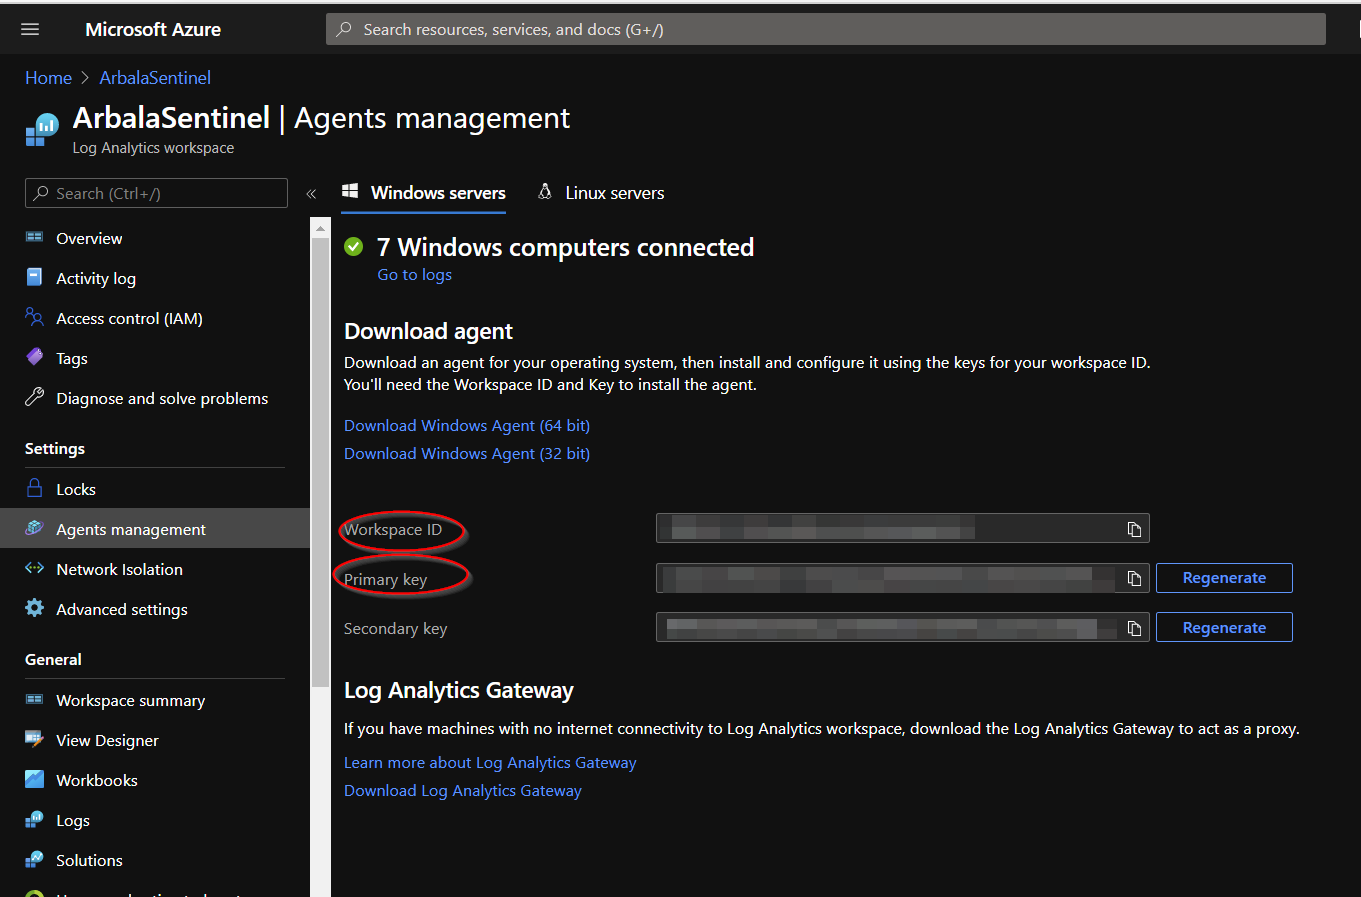 Microsoft Azure
Search resources, services, and docs (G+/)
Home > ArbalaSentinel
ArbalaSentinel | Agents management
Log Analytics workspace
Search (Ctrl+/)
«
Overview
Activity log
Access control (IAM)
Tags
Diagnose and solve problems
Settings
Locks
Agents management
Network Isolation
Advanced settings
General
Workspace summary
View Designer
Workbooks
Logs
Solutions
Windows servers
Linux servers
7 Windows computers connected
Go to logs
Download agent
Download an agent for your operating system, then install and configure it using the keys for your workspace ID.
You'll need the Workspace ID and Key to install the agent.
Download Windows Agent (64 bit)
Download Windows Agent (32 bit)
Workspace ID
Primary key
Regenerate
Secondary key
Regenerate
Log Analytics Gateway
If you have machines with no internet connectivity to Log Analytics workspace, download the Log Analytics Gateway to act as a proxy.
Learn more about Log Analytics Gateway
Download Log Analytics Gateway